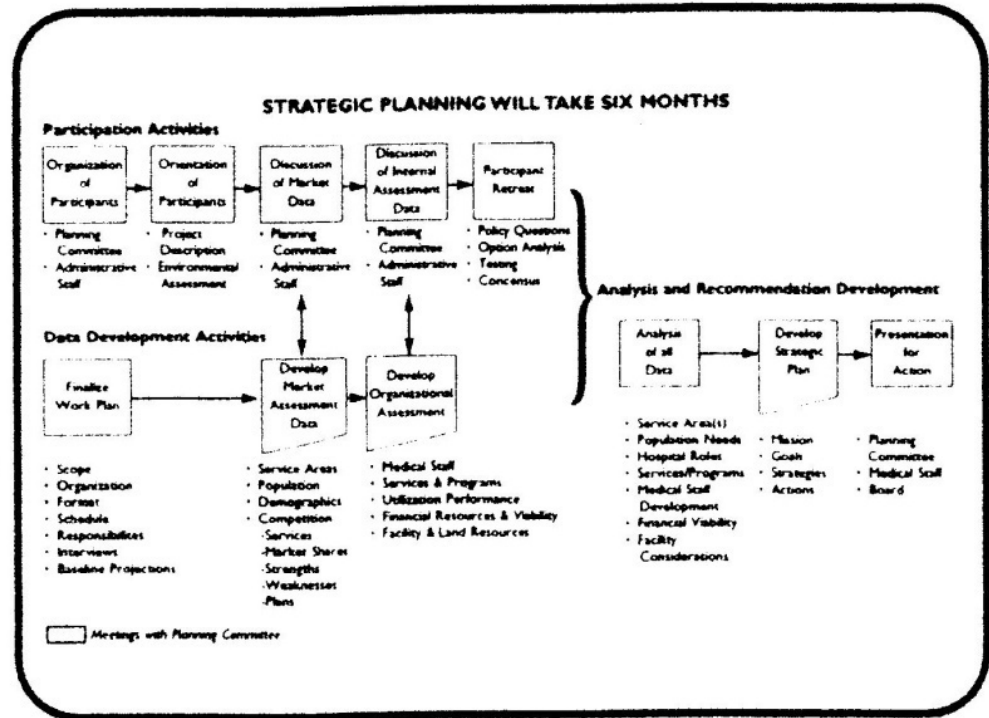 STRATEGIC PLANNING WILL TAKE SIX MONTHS
Participation Activities
Organization
of
Participants
Orientation
of
Participants
Discussion
of Market
Data
Discussion
of Internal
Assessment
Data
Participant
Retreat
· Planning
Committee
· Administrative
Staff
· Project
Description
· Environmental
Assessment
· Planning
Committee
· Administrative
Staff
· Planning
Committee
· Administrative
Staff
· Policy Questions
· Option Analysis
· Testing
· Concensus
Data Development Activities
Finalize
Work Plan
Develop
Market
Assessment
Data
Develop
Organizational
Assessment
· Scope
· Organization
· Format
· Schedule
· Responsibilites
· Interviews
· Baseline Projections
· Service Areas
· Population
· Demographics
· Competition
-Services
-Market Shares
-Strengths
-Weaknesses
-Plans
· Medical Staff
· Services & Programs
· Utilization Performance
· Financial Resources & Viability
· Facility & Land Resources
Analysis and Recommendation Development
Analysis
of all
Data
Develop
Strategic
Plan
Presentation
for
Action
· Service Area(s)
· Population Needs
· Hospital Roles
· Services/Programs
· Medical Staff
Development
· Financial Viability
· Facility
Considerations
· Mission
· Goals
· Strategies
· Actions
· Planning
Committee
· Medical Staff
· Board
Meetings with Planning Committee